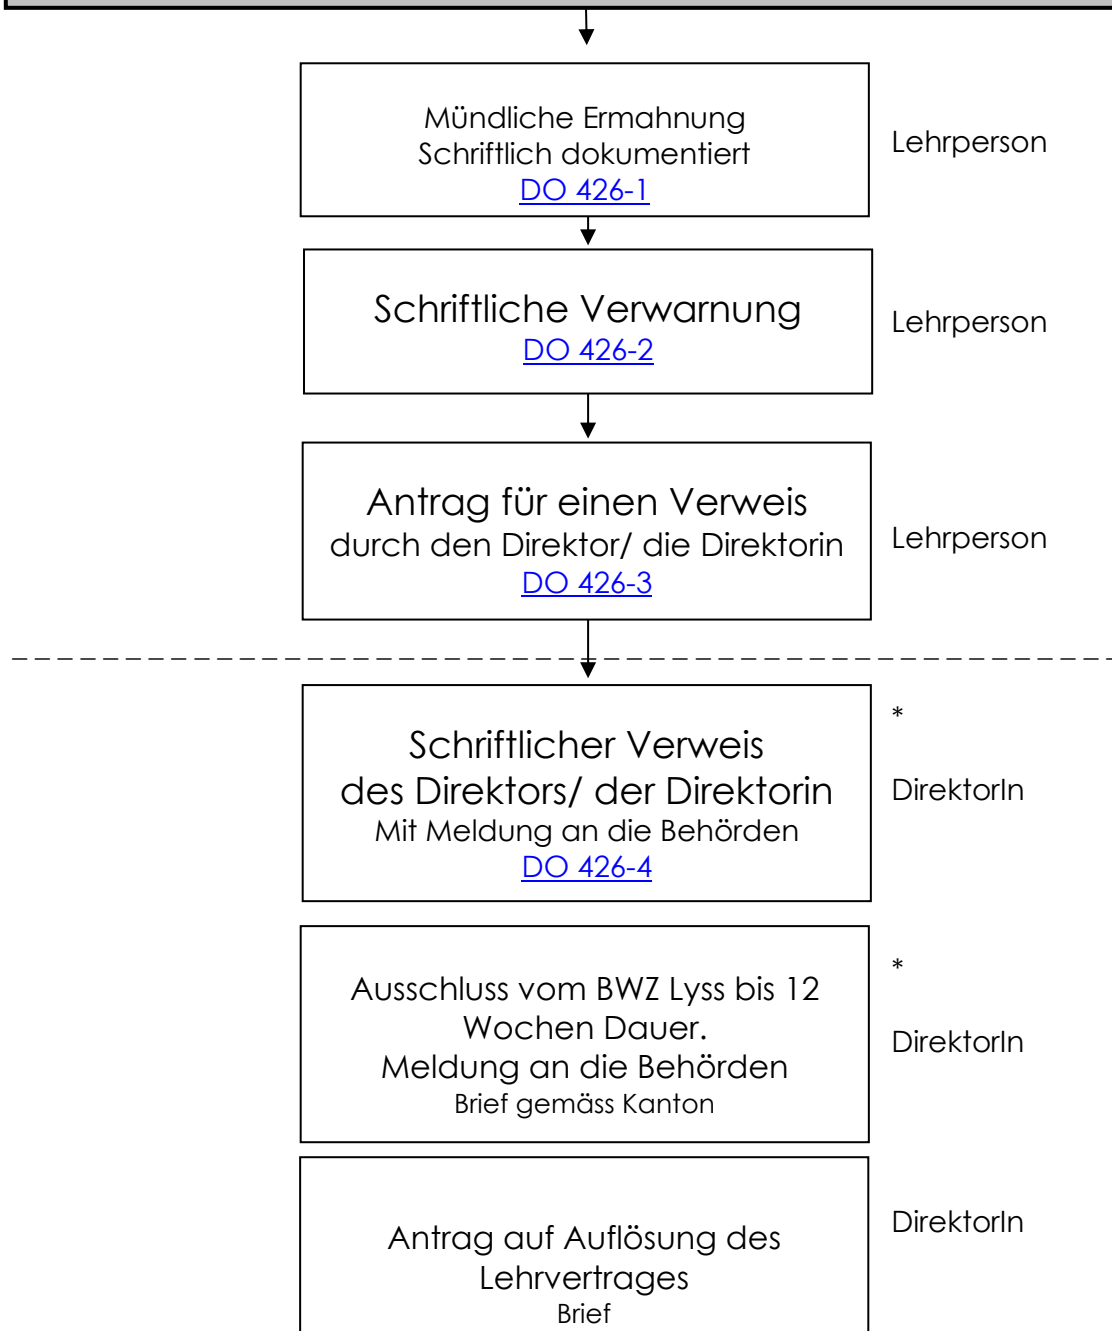 Mündliche Ermahnung
Schriftlich dokumentiert
DO 426-1
Lehrperson
Schriftliche Verwarnung
DO 426-2
Lehrperson
Antrag für einen Verweis
durch den Direktor/ die Direktorin
DO 426-3
Lehrperson
Schriftlicher Verweis
des Direktors/ der Direktorin
Mit Meldung an die Behörden
DO 426-4
*
DirektorIn
Ausschluss vom BWZ Lyss bis 12
Wochen Dauer.
Meldung an die Behörden
Brief gemäss Kanton
*
DirektorIn
Antrag auf Auflösung des
Lehrvertrages
Brief
DirektorIn